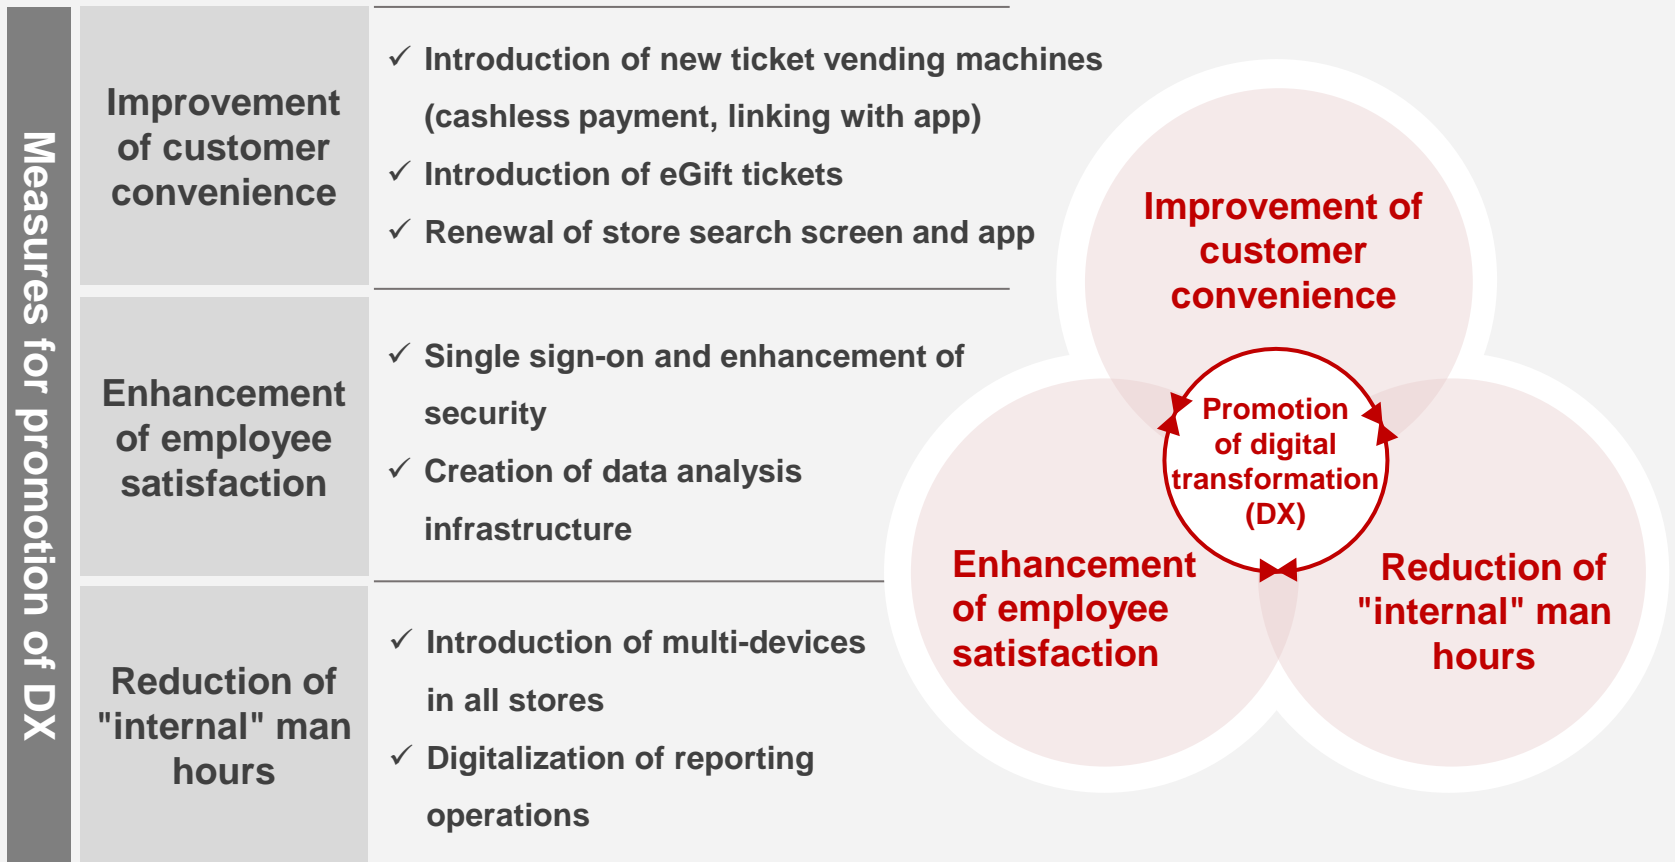 Measures for promotion of DX
Improvement
of customer
convenience
✓ Introduction of new ticket vending machines
(cashless payment, linking with app)
✓ Introduction of eGift tickets
✓ Renewal of store search screen and app
Enhancement
of employee
satisfaction
✓ Single sign-on and enhancement of
security
✓ Creation of data analysis
infrastructure
Reduction of
"internal" man
hours
✓ Introduction of multi-devices
in all stores
✓ Digitalization of reporting
operations
Improvement of
customer
convenience
Promotion
of digital
transformation
(DX)
Enhancement
of employee
satisfaction
Reduction of
"internal" man
hours